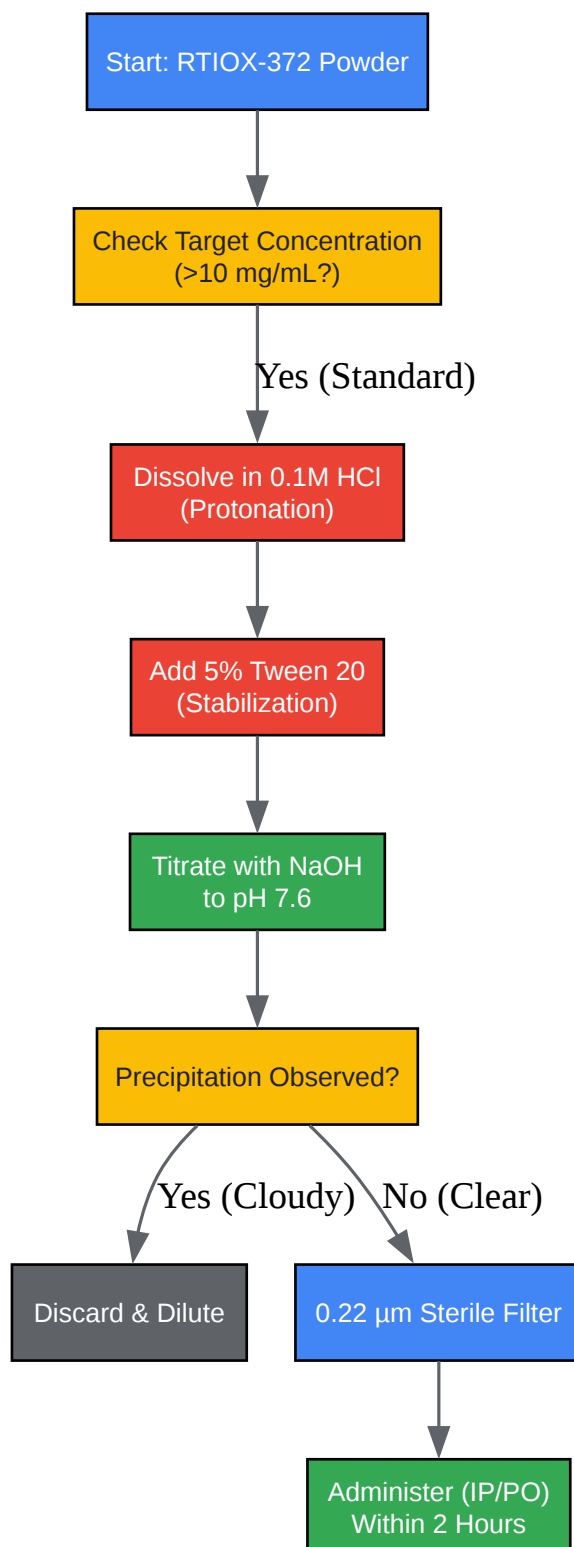 Start: RTIOX-372 Powder
Check Target Concentration
(>10 mg/mL?)
Yes (Standard)
Dissolve in 0.1M HCl
(Protonation)
Add 5% Tween 20
(Stabilization)
Titrate with NaOH
to pH 7.6
Precipitation Observed?
Yes (Cloudy)
No (Clear)
Discard & Dilute
0.22 µm Sterile Filter
Administer (IP/PO)
Within 2 Hours